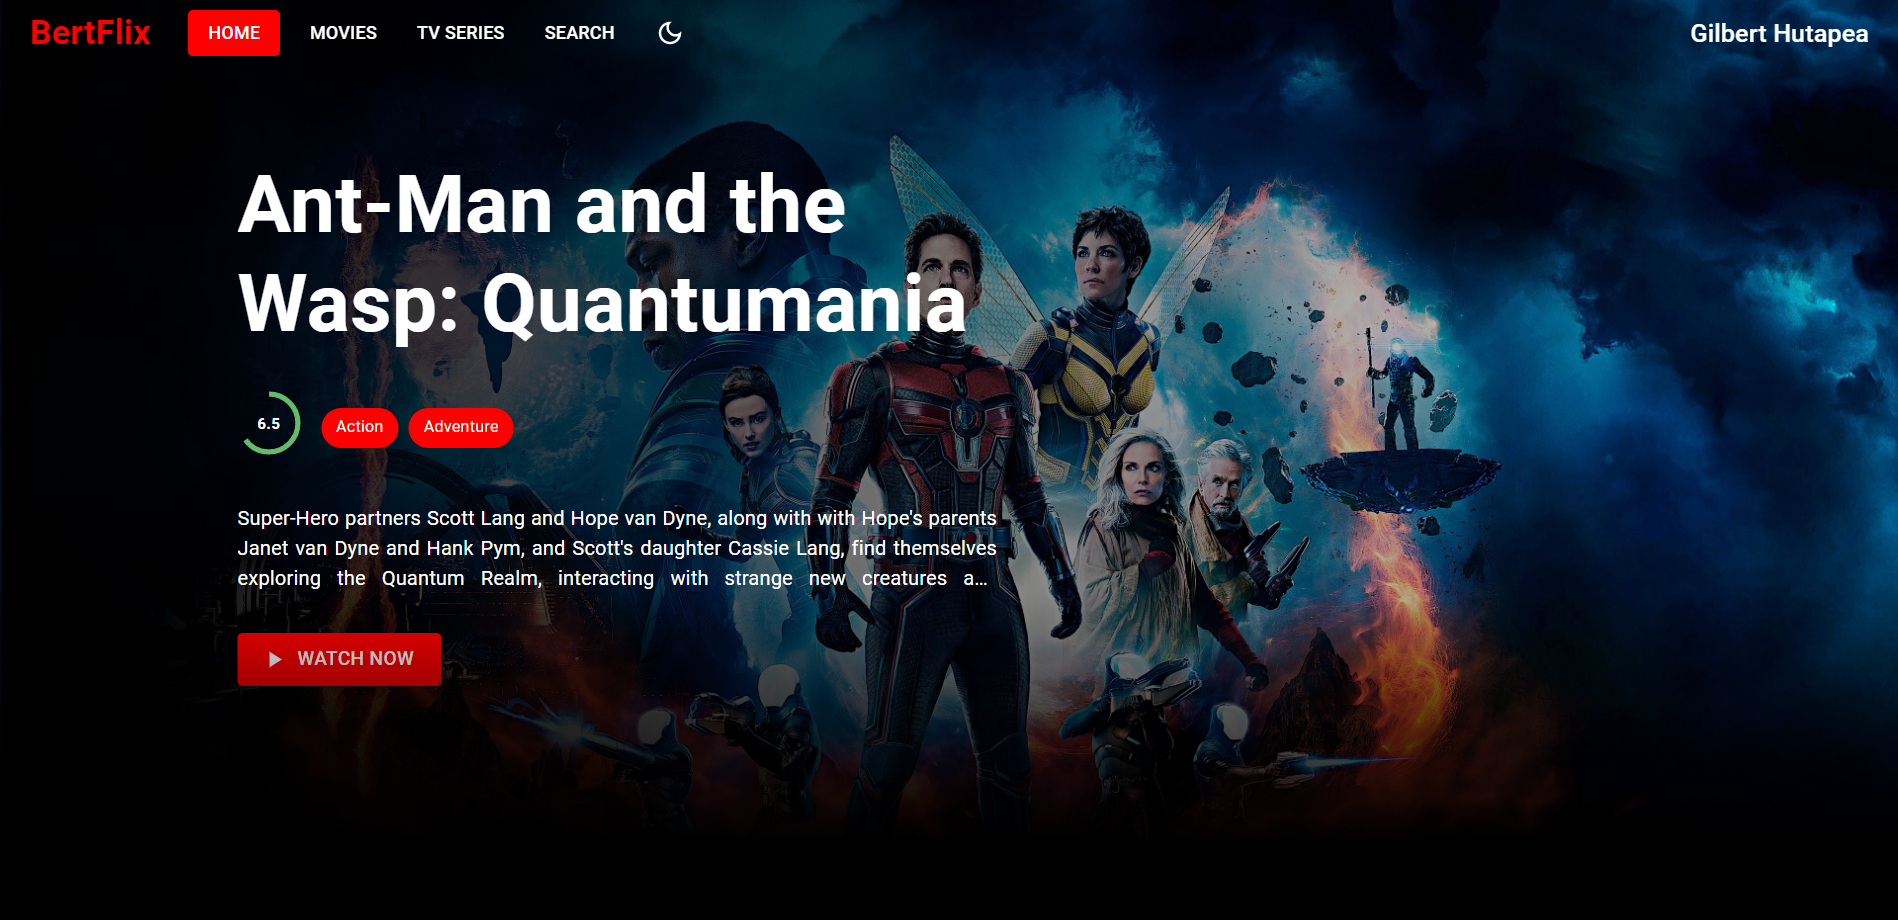 BertFlix
HOME
MOVIES
TV SERIES
SEARCH
Gilbert Hutapea
Ant-Man and the
Wasp: Quantumania
6.5
Action
Adventure
Super-Hero partners Scott Lang and Hope van Dyne, along with with Hope's parents
Janet van Dyne and Hank Pym, and Scott's daughter Cassie Lang, find themselves
exploring the Quantum Realm, interacting with strange new creatures a...
WATCH NOW